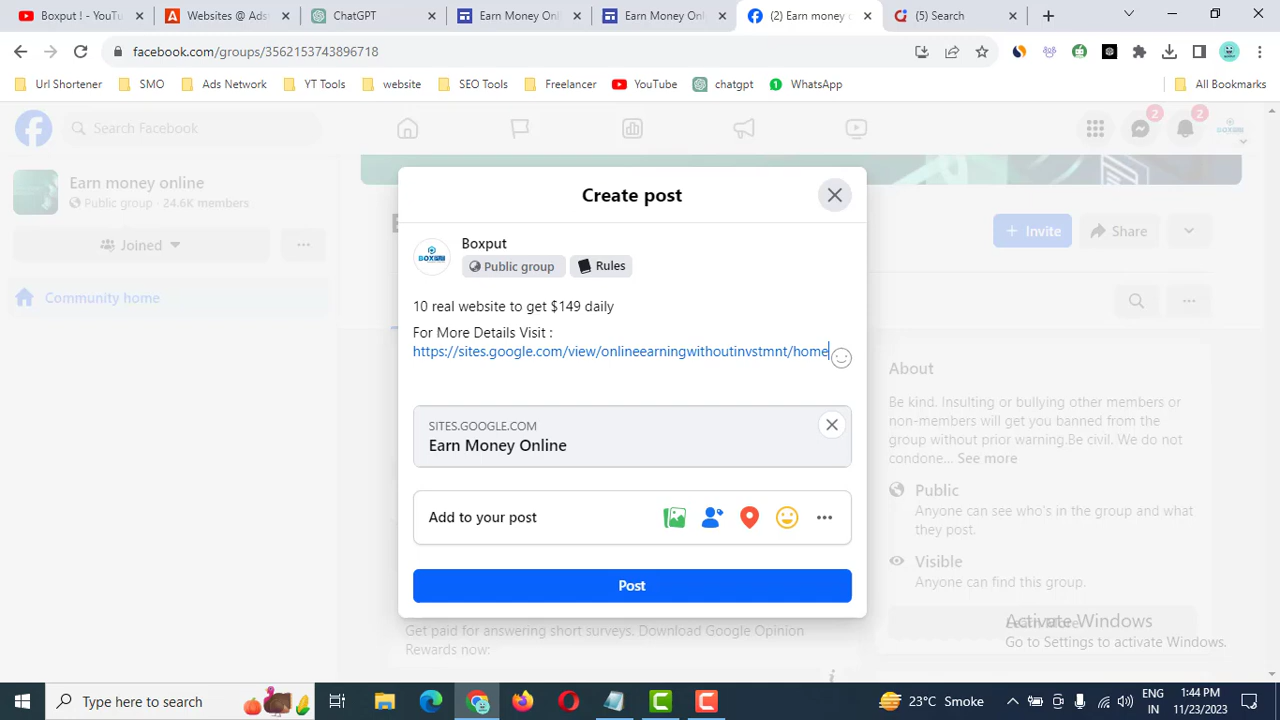 Boxput ! - YouTu
Websites @ Ads
ChatGPT
Earn Money Onlin
Earn Money Onli
(2) Earn money o
(5) Search
facebook.com/groups/3562153743896718
Url Shortener
SMO
Ads Network
YT Tools
website
SEO Tools
Freelancer
YouTube
chatgpt
WhatsApp
All Bookmarks
Search Facebook
2
2
Earn money online
Public group · 24.6K members
Joined
Community home
Invite
Share
Create post
Boxput
BOXPUT
Public group
Rules
10 real website to get $149 daily
For More Details Visit :
https://sites.google.com/view/onlineearningwithoutinvstmnt/home
SITES.GOOGLE.COM
Earn Money Online
Add to your post
Post
Get paid for answering short surveys. Download Google Opinion
Rewards now:
About
Be kind. Insulting or bullying other members or
non-members will get you banned from the
group without prior warning.Be civil. We do not
condone... See more
Public
Anyone can see who's in the group and what
they post.
Visible
Anyone can find this group.
Learn More
Activate Windows
Go to Settings to activate Windows.
Type here to search
23°C Smoke
ENG
IN
1:44 PM
11/23/2023